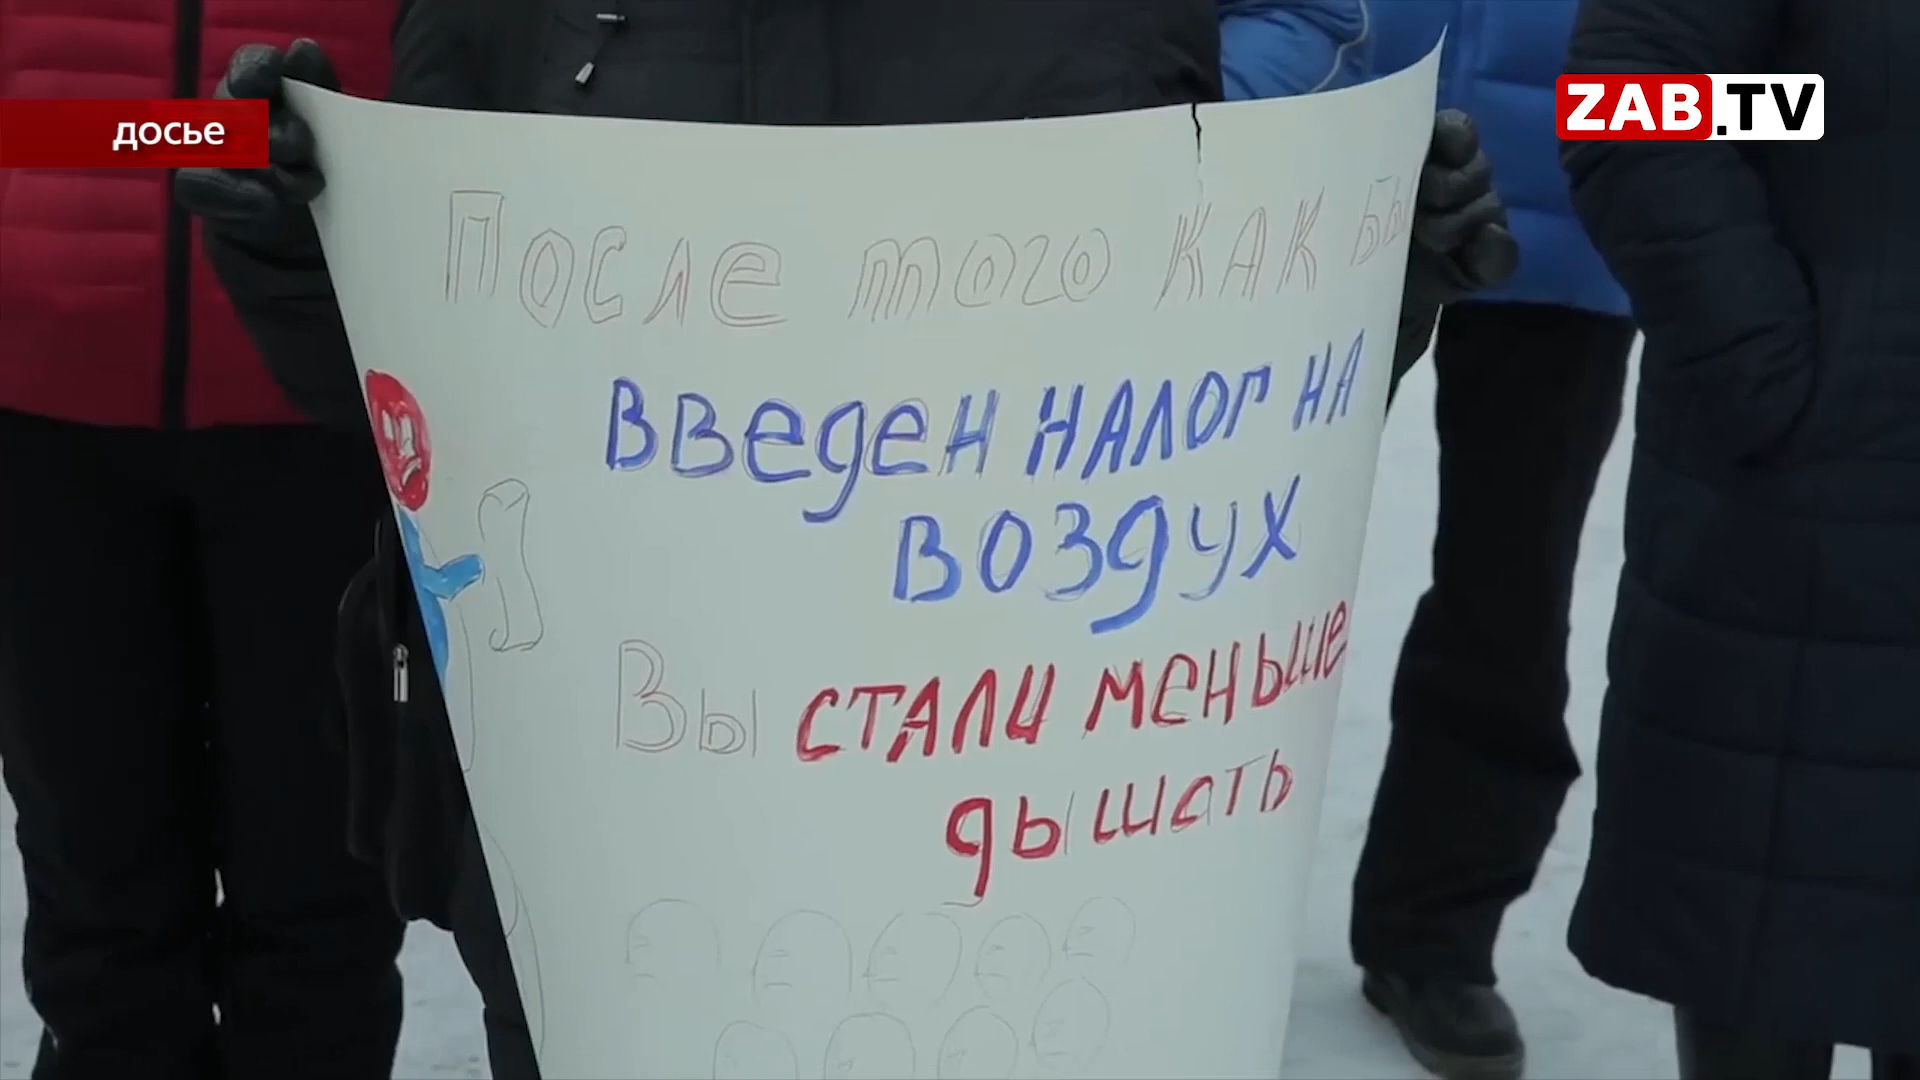 досье
ZAB.TV
После того КАК бы
введен НАЛОГ НА
воздух
Вы СТАЛИ меньше
дышать